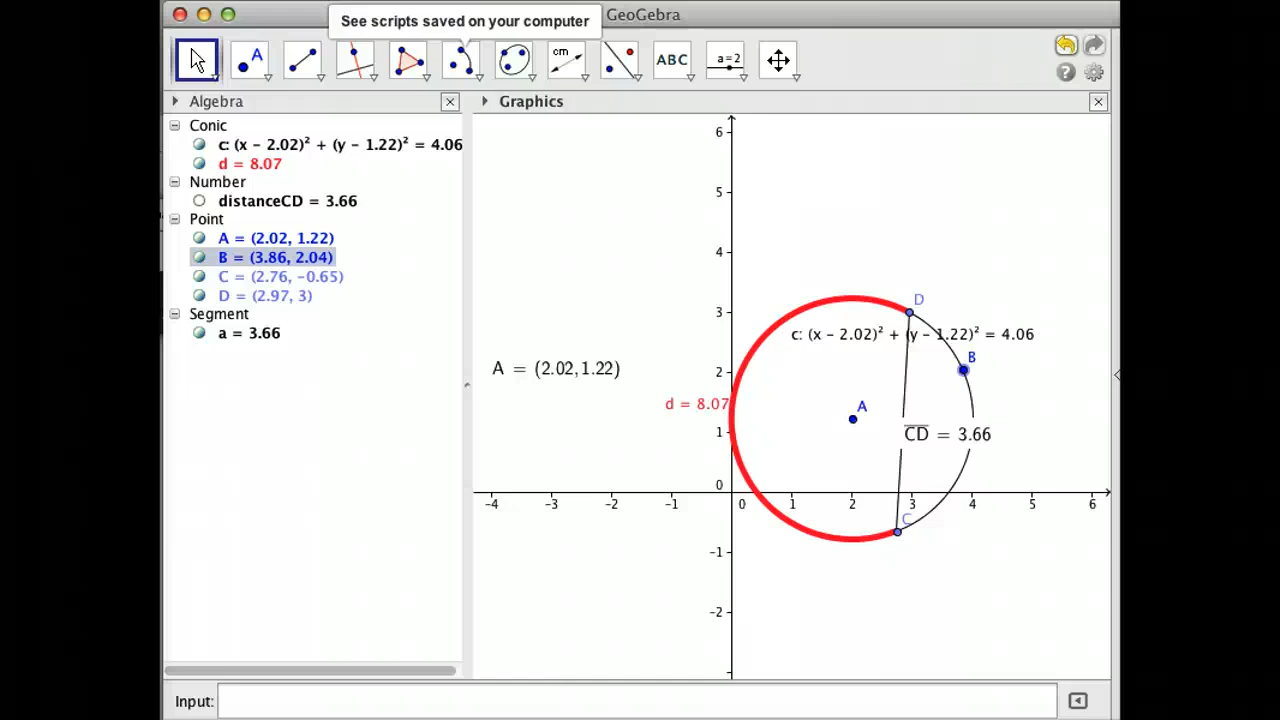 See scripts saved on your computer
GeoGebra
A
cm
ABC
a=2
Algebra
Graphics
Conic
c: (x − 2.02)² + (y − 1.22)² = 4.06
d = 8.07
Number
distanceCD = 3.66
Point
A = (2.02, 1.22)
B = (3.86, 2.04)
C = (2.76, -0.65)
D = (2.97, 3)
Segment
a = 3.66
6
5
4
3
2
1
0
-1
-2
D
c: (x − 2.02)² + (y − 1.22)² = 4.06
B
A = (2.02, 1.22)
d = 8.07
A
CD = 3.66
-4 -3 -2 -1 0 1 2 3 4 5 6
C
Input: